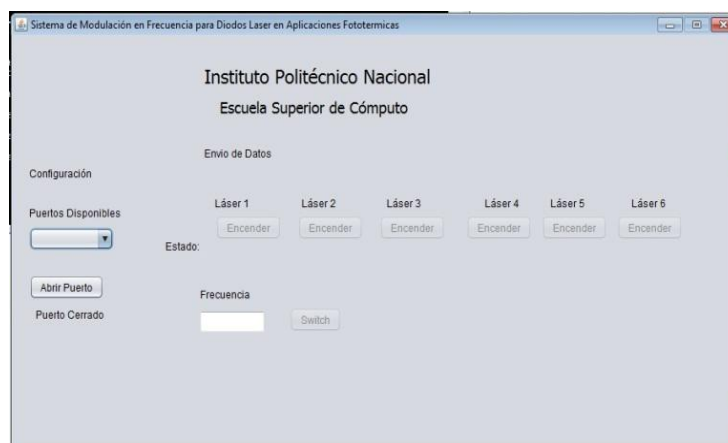 Sistema de Modulación en Frecuencia para Diodos Laser en Aplicaciones Fototermicas
Instituto Politécnico Nacional
Escuela Superior de Cómputo
Envio de Datos
Configuración
Láser 1 Láser 2 Láser 3 Láser 4 Láser 5 Láser 6
Puertos Disponibles
Encender Encender Encender Encender Encender Encender
Estado:
Abrir Puerto
Frecuencia
Puerto Cerrado
Switch